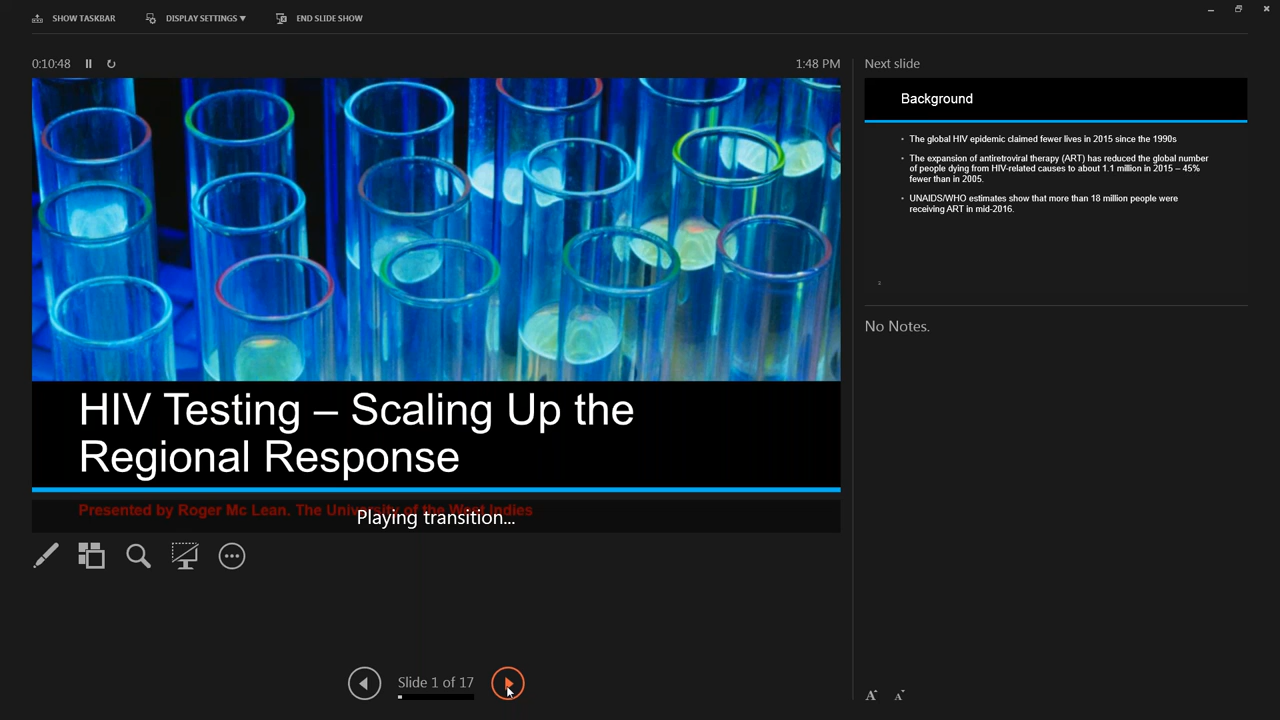 SHOW TASKBAR
DISPLAY SETTINGS ▾
END SLIDE SHOW
0:10:48
1:48 PM
HIV Testing – Scaling Up the
Regional Response
Presented by Roger Mc Lean. The University of the West Indies
Playing transition...
Slide 1 of 17
Next slide
Background
• The global HIV epidemic claimed fewer lives in 2015 since the 1990s
• The expansion of antiretroviral therapy (ART) has reduced the global number
of people dying from HIV-related causes to about 1.1 million in 2015 – 45%
fewer than in 2005.
• UNAIDS/WHO estimates show that more than 18 million people were
receiving ART in mid-2016.
2
No Notes.
A A